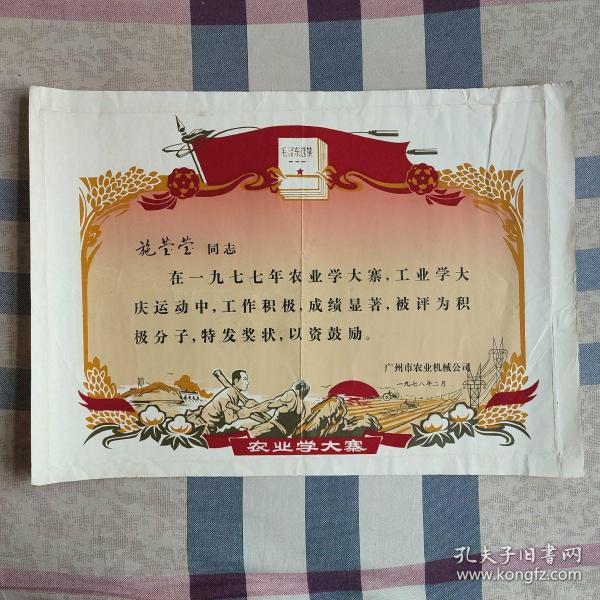 毛泽东选集
施莹莹 同志
在一九七七年农业学大寨，工业学大
庆运动中，工作积极，成绩显著，被评为积
极分子，特发奖状，以资鼓励。
广州市农业机械公司
一九七八年二月
农业学大寨
孔夫子旧书网
www.kongfz.com